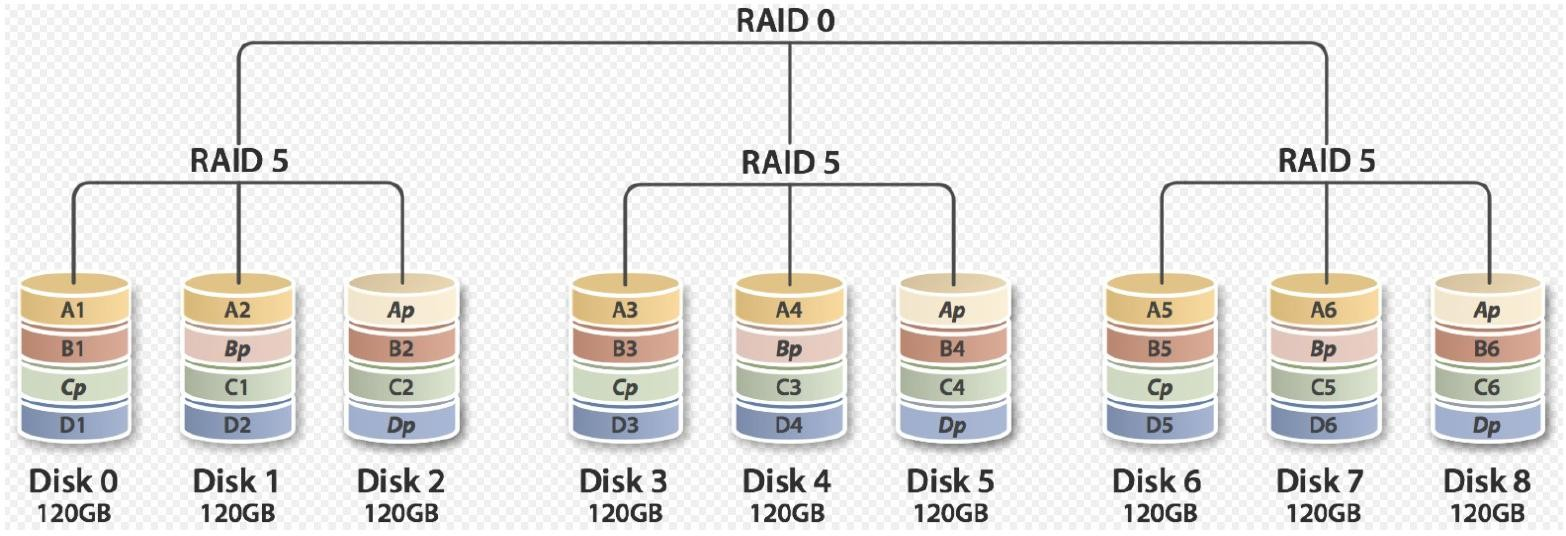 RAID 0
RAID 5 RAID 5 RAID 5
A1 A2 Ap A3 A4 Ap A5 A6 Ap
B1 Bp B2 B3 Bp B4 B5 Bp B6
Cp C1 C2 Cp C3 C4 Cp C5 C6
D1 D2 Dp D3 D4 Dp D5 D6 Dp
Disk 0 Disk 1 Disk 2 Disk 3 Disk 4 Disk 5 Disk 6 Disk 7 Disk 8
120GB 120GB 120GB 120GB 120GB 120GB 120GB 120GB 120GB